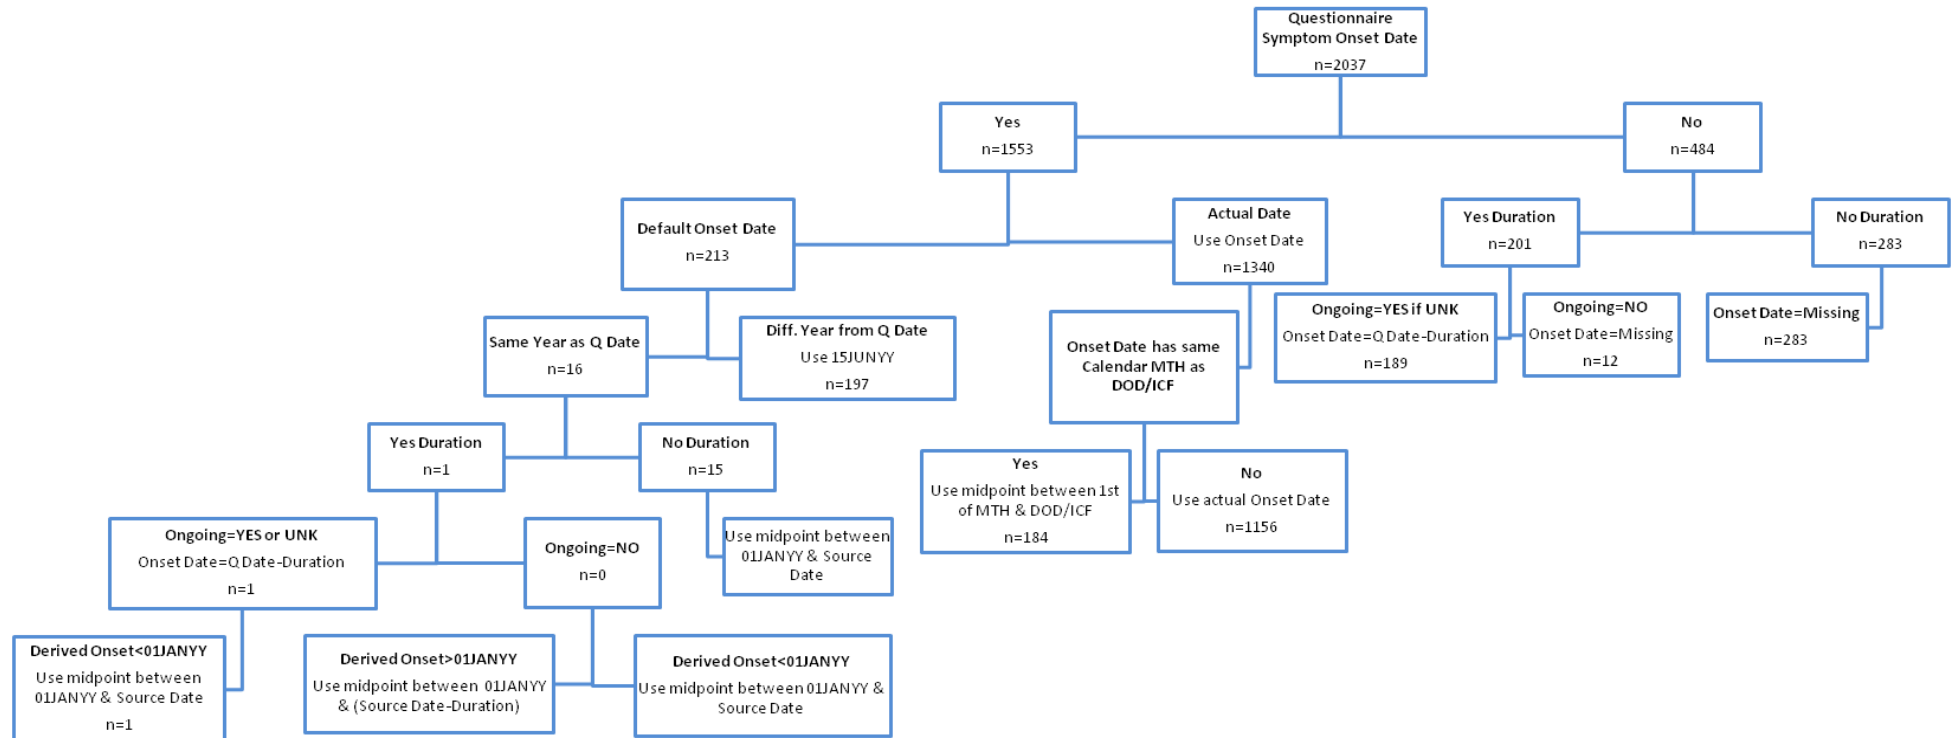 Questionnaire
Symptom Onset Date
n=2037
Yes
n=1553
No
n=484
Default Onset Date
n=213
Actual Date
Use Onset Date
n=1340
Yes Duration
n=201
No Duration
n=283
Same Year as Q Date
n=16
Diff. Year from Q Date
Use 15JUNYY
n=197
Onset Date has same
Calendar MTH as
DOD/ICF
Ongoing=YES if UNK
Onset Date=Q Date-Duration
n=189
Ongoing=NO
Onset Date=Missing
n=12
Onset Date=Missing
n=283
Yes Duration
n=1
No Duration
n=15
Yes
Use midpoint between 1st
of MTH & DOD/ICF
n=184
No
Use actual Onset Date
n=1156
Ongoing=YES or UNK
Onset Date=Q Date-Duration
n=1
Ongoing=NO
n=0
Use midpoint between
01JANYY & Source
Date
Derived Onset<01JANYY
Use midpoint between
01JANYY & Source Date
n=1
Derived Onset>01JANYY
Use midpoint between 01JANYY
& (Source Date-Duration)
Derived Onset<01JANYY
Use midpoint between 01JANYY &
Source Date